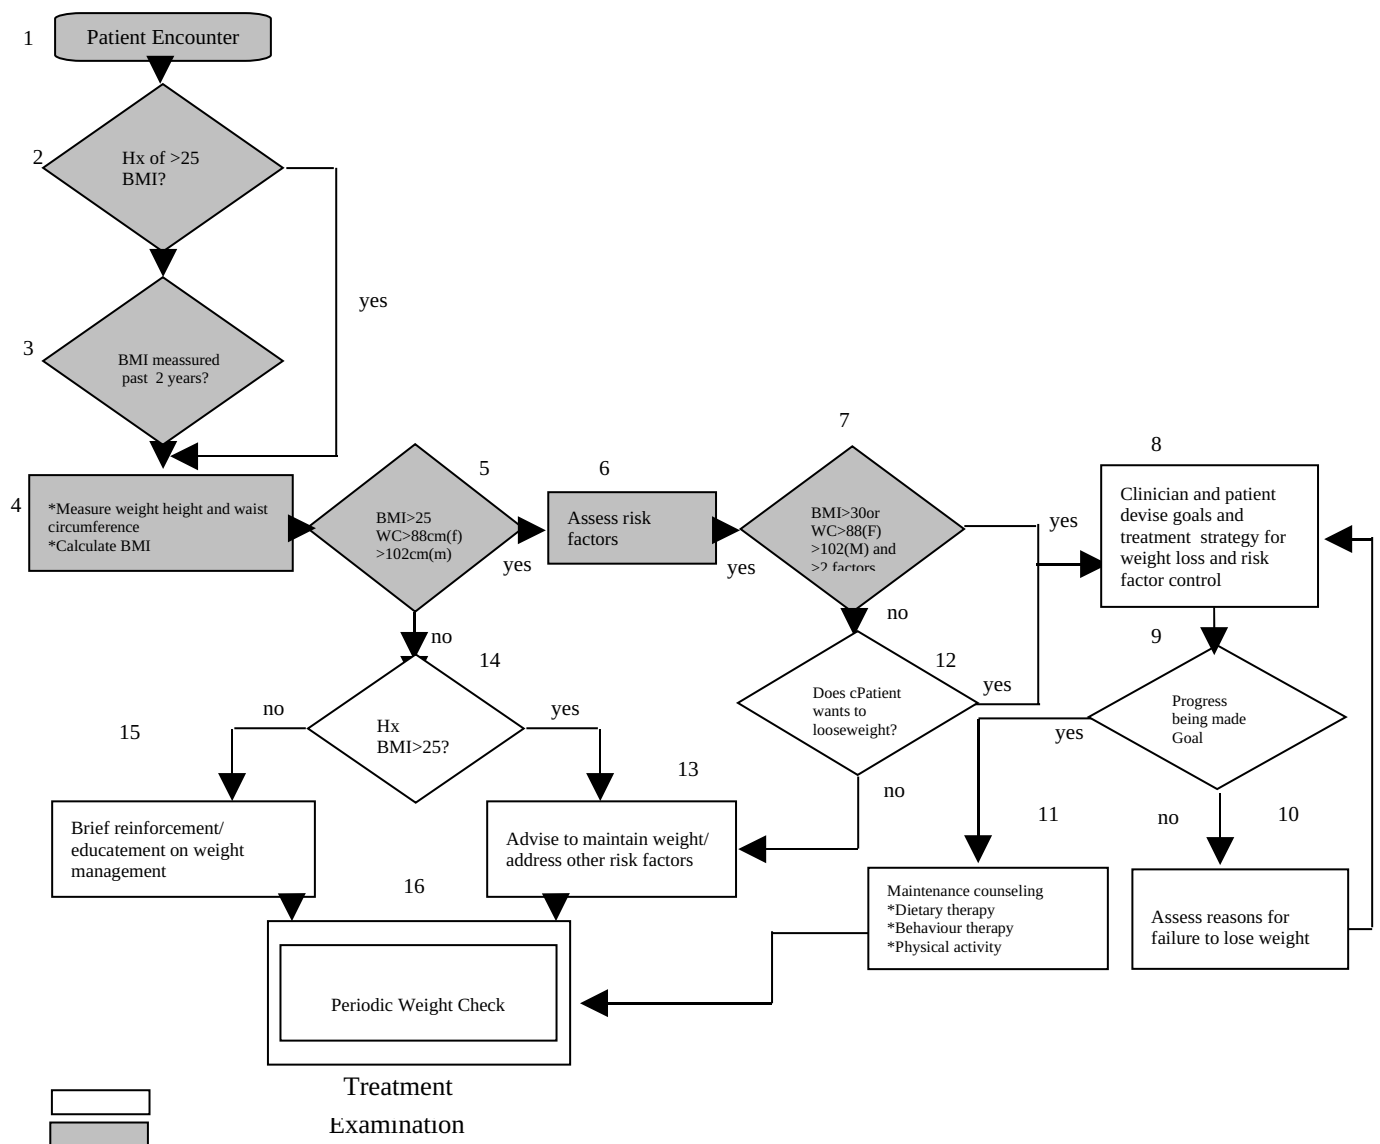 1
Patient Encounter
2
Hx of >25
BMI?
yes
3
BMI meassured
past 2 years?
4
*Measure weight height and waist
circumference
*Calculate BMI
5
BMI>25
WC>88cm(f)
>102cm(m)
yes
6
Assess risk
factors
yes
7
BMI>30or
WC>88(F)
>102(M) and
>2 factors
yes
no
8
Clinician and patient
devise goals and
treatment strategy for
weight loss and risk
factor control
9
Progress
being made
Goal
yes
no
10
Assess reasons for
failure to lose weight
11
Maintenance counseling
*Dietary therapy
*Behaviour therapy
*Physical activity
12
Does cPatient
wants to
looseweight?
yes
no
no
14
Hx
BMI>25?
no
yes
13
Advise to maintain weight/
address other risk factors
15
Brief reinforcement/
educatement on weight
management
16
Periodic Weight Check
Treatment
Examination